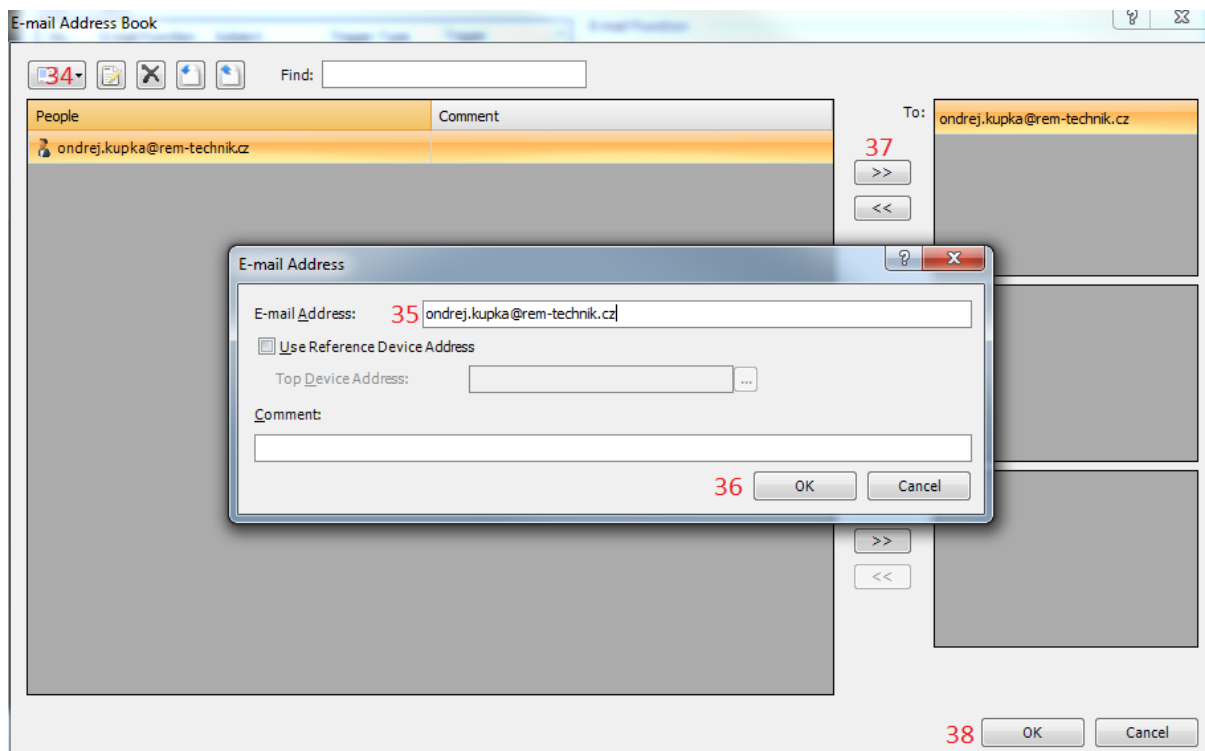 E-mail Address Book
34
Find:
People Comment
ondrej.kupka@rem-technik.cz
To:
ondrej.kupka@rem-technik.cz
37
>>
<<
E-mail Address
E-mail Address: 35 ondrej.kupka@rem-technik.cz
Use Reference Device Address
Top Device Address: ...
Comment:
36 OK Cancel
>>
<<
38 OK Cancel